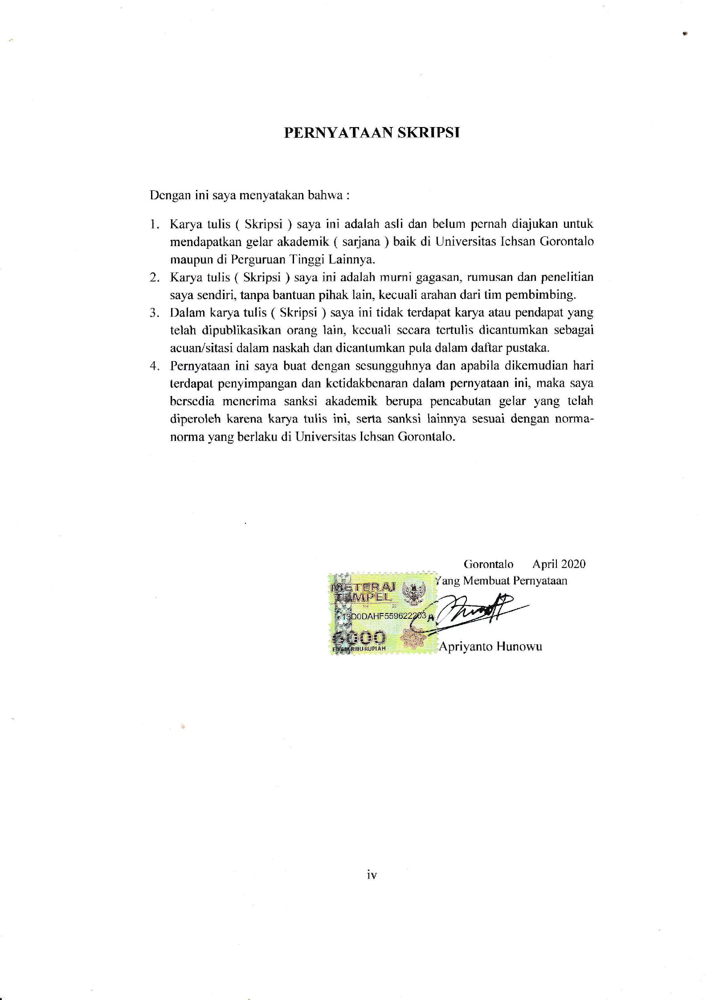 PERNYATAAN SKRIPSI
Dengan ini saya menyatakan bahwa :
1. Karya tulis ( Skripsi ) saya ini adalah asli dan belum pernah diajukan untuk
mendapatkan gelar akademik ( sarjana ) baik di Universitas Ichsan Gorontalo
maupun di Perguruan Tinggi Lainnya.
2. Karya tulis ( Skripsi ) saya ini adalah murni gagasan, rumusan dan penelitian
saya sendiri, tanpa bantuan pihak lain, kecuali arahan dari tim pembimbing.
3. Dalam karya tulis ( Skripsi ) saya ini tidak terdapat karya atau pendapat yang
telah dipublikasikan orang lain, kecuali secara tertulis dicantumkan sebagai
acuan/sitasi dalam naskah dan dicantumkan pula dalam daftar pustaka.
4. Pernyataan ini saya buat dengan sesungguhnya dan apabila dikemudian hari
terdapat penyimpangan dan ketidakbenaran dalam pernyataan ini, maka saya
bersedia menerima sanksi akademik berupa pencabutan gelar yang telah
diperoleh karena karya tulis ini, serta sanksi lainnya sesuai dengan norma-
norma yang berlaku di Universitas Ichsan Gorontalo.
Gorontalo April 2020
Yang Membuat Pernyataan
METERAI
TEMPEL
6000
ENAM RIBU RUPIAH
Apriyanto Hunowu
iv